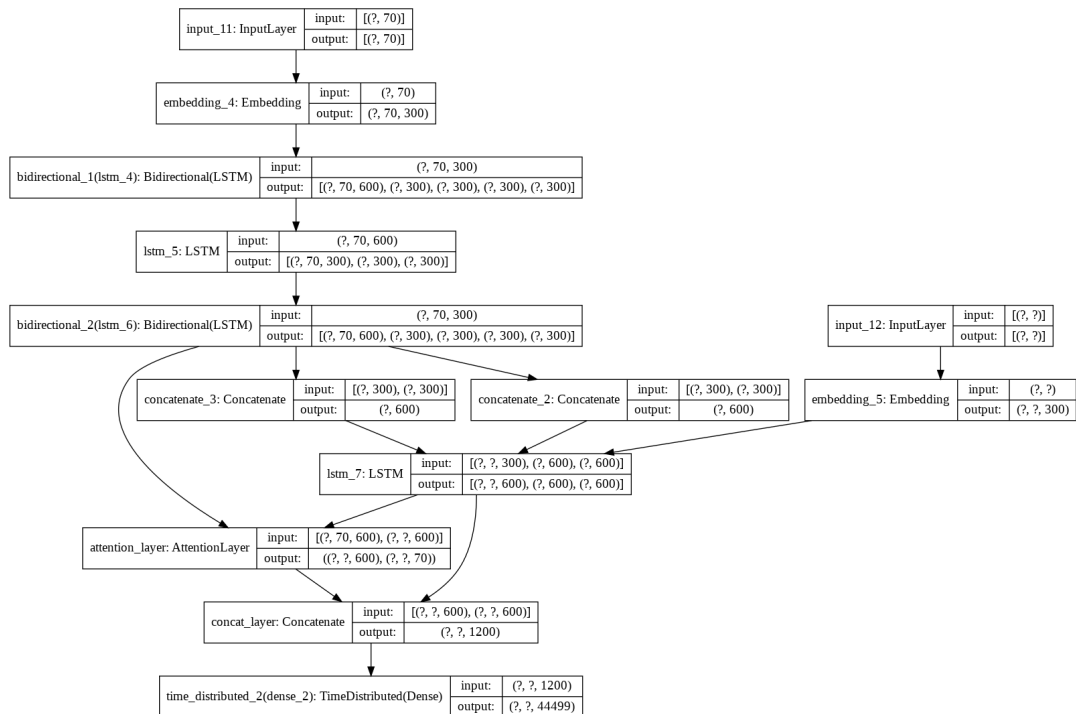 input_11: InputLayer
input: [(?, 70)]
output: [(?, 70)]
embedding_4: Embedding
input: (?, 70)
output: (?, 70, 300)
bidirectional_1(lstm_4): Bidirectional(LSTM)
input: (?, 70, 300)
output: [(?, 70, 600), (?, 300), (?, 300), (?, 300), (?, 300)]
lstm_5: LSTM
input: (?, 70, 600)
output: [(?, 70, 300), (?, 300), (?, 300)]
bidirectional_2(lstm_6): Bidirectional(LSTM)
input: (?, 70, 300)
output: [(?, 70, 600), (?, 300), (?, 300), (?, 300), (?, 300)]
input_12: InputLayer
input: [(?, ?)]
output: [(?, ?)]
concatenate_3: Concatenate
input: [(?, 300), (?, 300)]
output: (?, 600)
concatenate_2: Concatenate
input: [(?, 300), (?, 300)]
output: (?, 600)
embedding_5: Embedding
input: (?, ?)
output: (?, ?, 300)
lstm_7: LSTM
input: [(?, ?, 300), (?, 600), (?, 600)]
output: [(?, ?, 600), (?, 600), (?, 600)]
attention_layer: AttentionLayer
input: [(?, 70, 600), (?, ?, 600)]
output: ((?, ?, 600), (?, ?, 70))
concat_layer: Concatenate
input: [(?, ?, 600), (?, ?, 600)]
output: (?, ?, 1200)
time_distributed_2(dense_2): TimeDistributed(Dense)
input: (?, ?, 1200)
output: (?, ?, 44499)